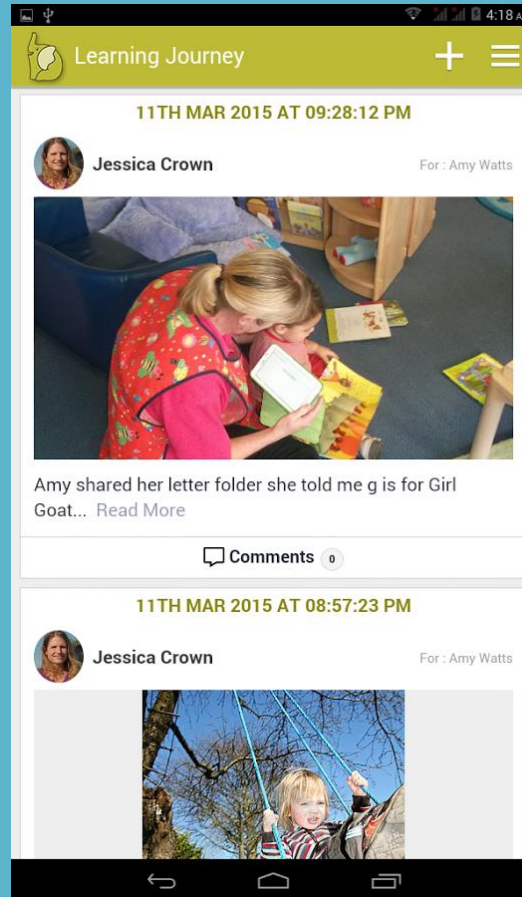 4:18 A
Learning Journey
11TH MAR 2015 AT 09:28:12 PM
Jessica Crown
For : Amy Watts
Amy shared her letter folder she told me g is for Girl
Goat... Read More
Comments 0
11TH MAR 2015 AT 08:57:23 PM
Jessica Crown
For : Amy Watts